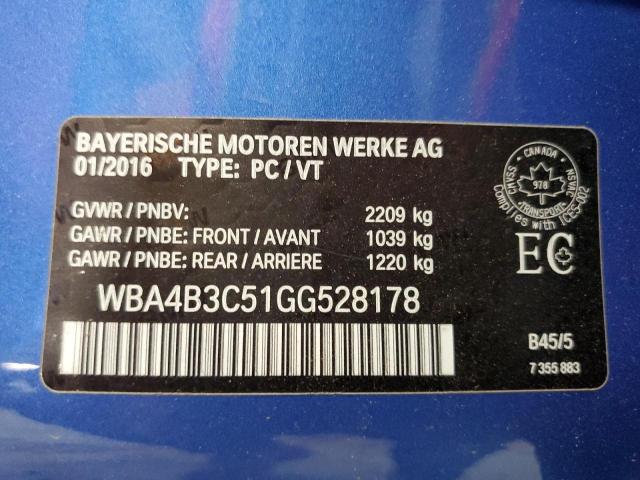 BAYERISCHE MOTOREN WERKE AG
01/2016 TYPE: PC / VT
GVWR / PNBV: 2209 kg
GAWR / PNBE: FRONT / AVANT 1039 kg
GAWR / PNBE: REAR / ARRIERE 1220 kg
WBA4B3C51GG528178
CANADA
CMVSS
NSVAC
978
TRANSPORT
Complies with ICES-002
EC
B45/5
7 355 883